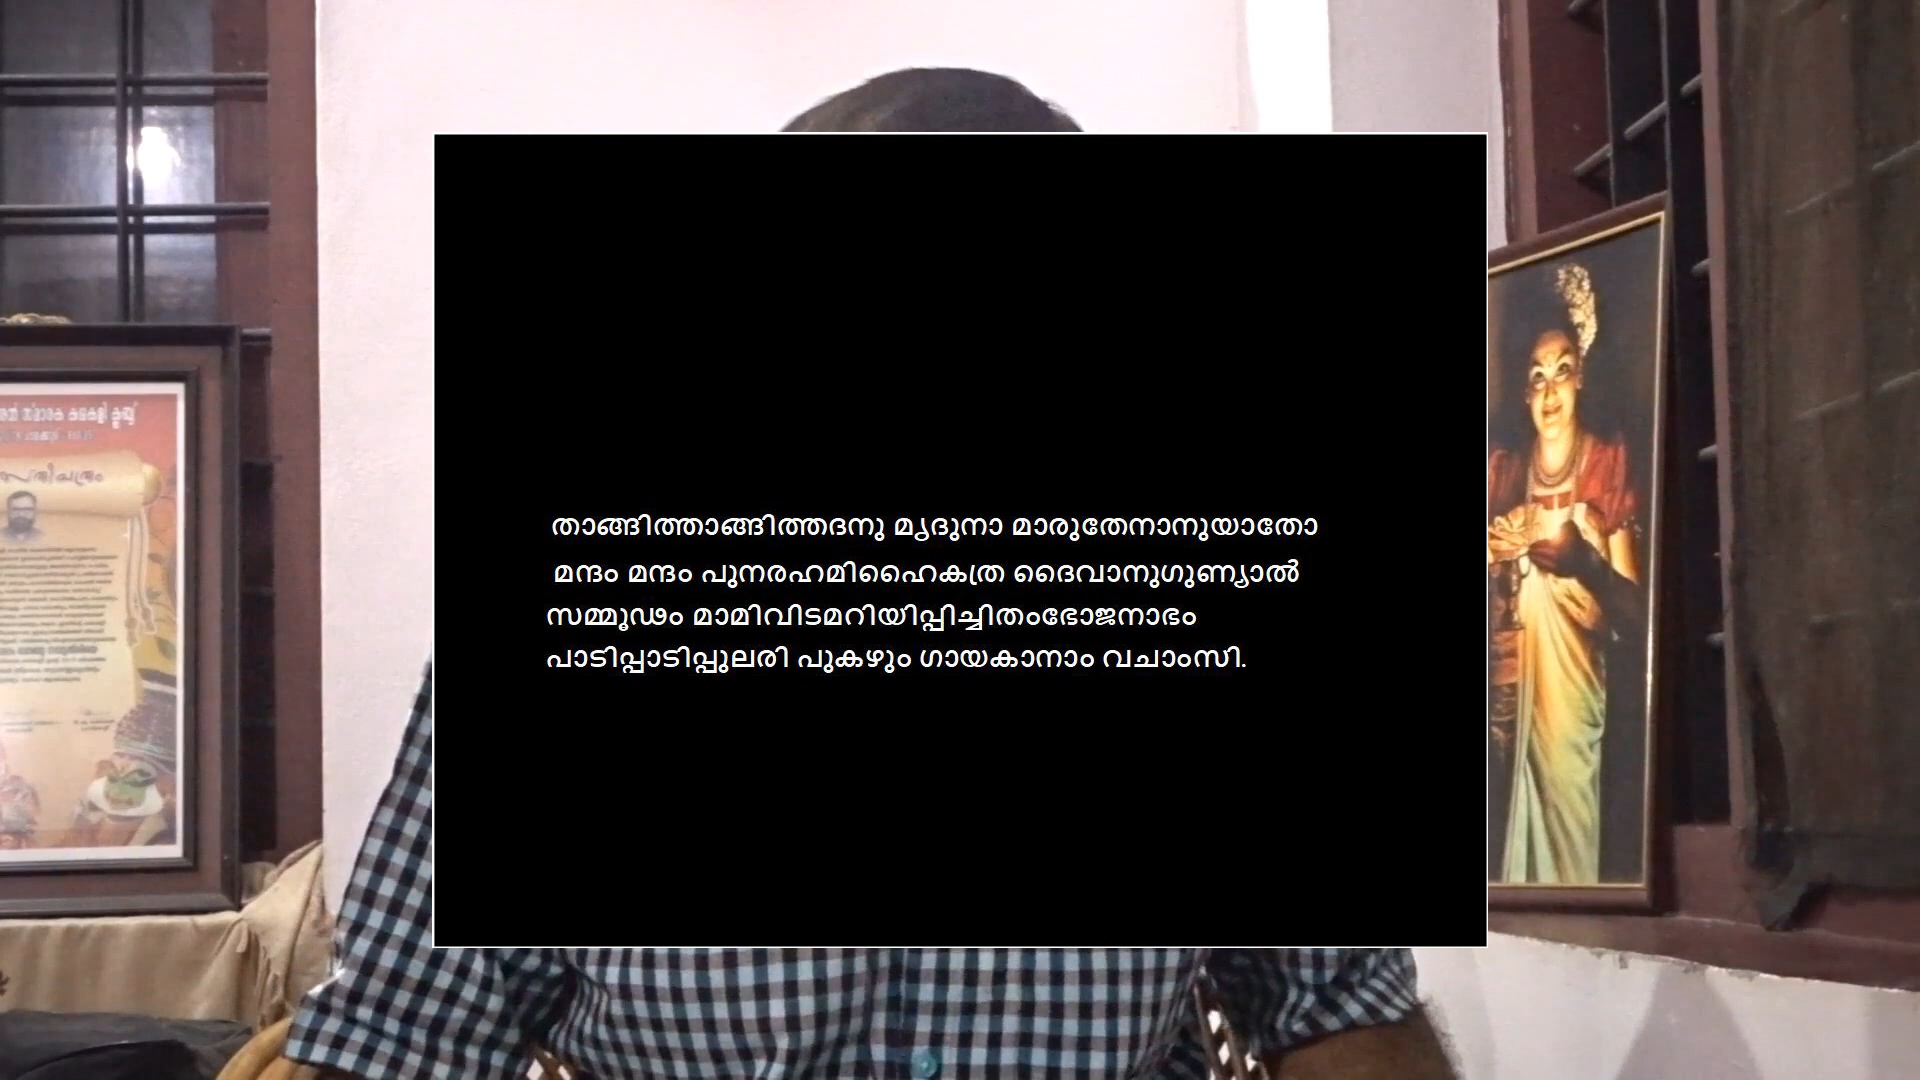 താങ്ങിത്താങ്ങിത്തദനു മൃദുനാ മാരുതേനാനുയാതോ
മന്ദം മന്ദം പുനരഹമിഹൈകത്ര ദൈവാനുഗുണ്യാൽ
സമ്മൂഢം മാമിവിടമറിയിപ്പിച്ചിതംഭോജനാഭം
പാടിപ്പാടിപ്പുലരി പുകഴും ഗായകാനാം വചാംസി.